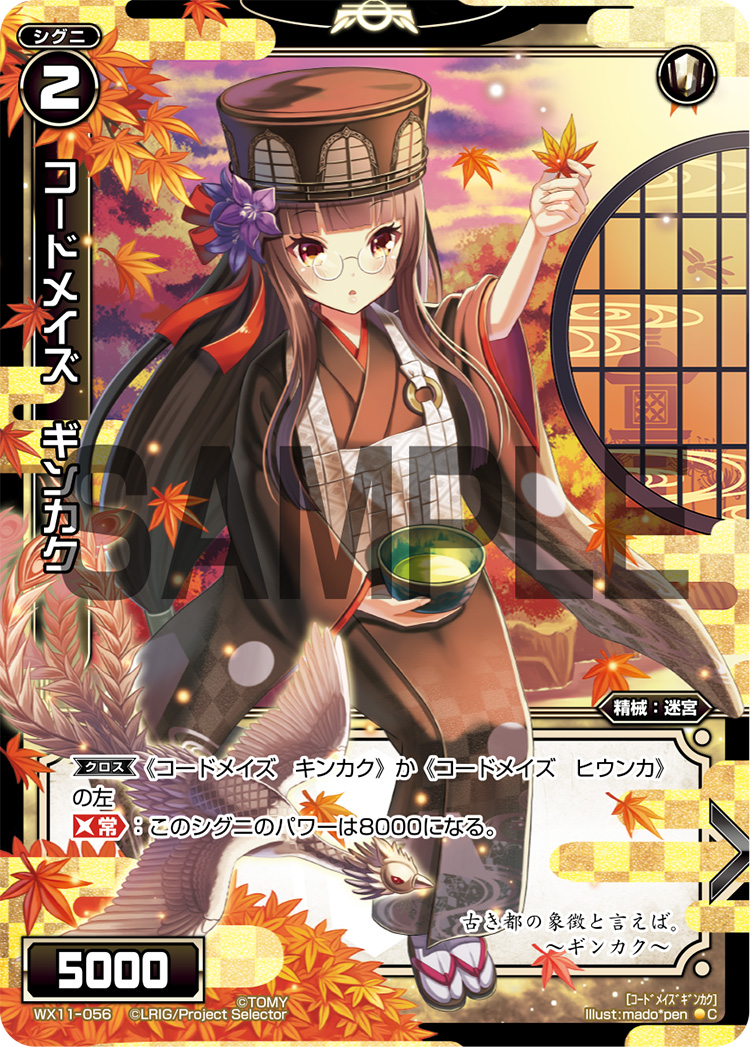 シグニ
2
コードメイズ ギンカク
SAMPLE
精械：迷宮
クロス 《コードメイズ キンカク》か《コードメイズ ヒウンカ》
の左
常：このシグニのパワーは8000になる。
古き都の象徴と言えば。
～ギンカク～
5000
WX11-056 ©LRIG/Project Selector ©TOMY
[コードメイズギンカク]
Illust:mado*pen C